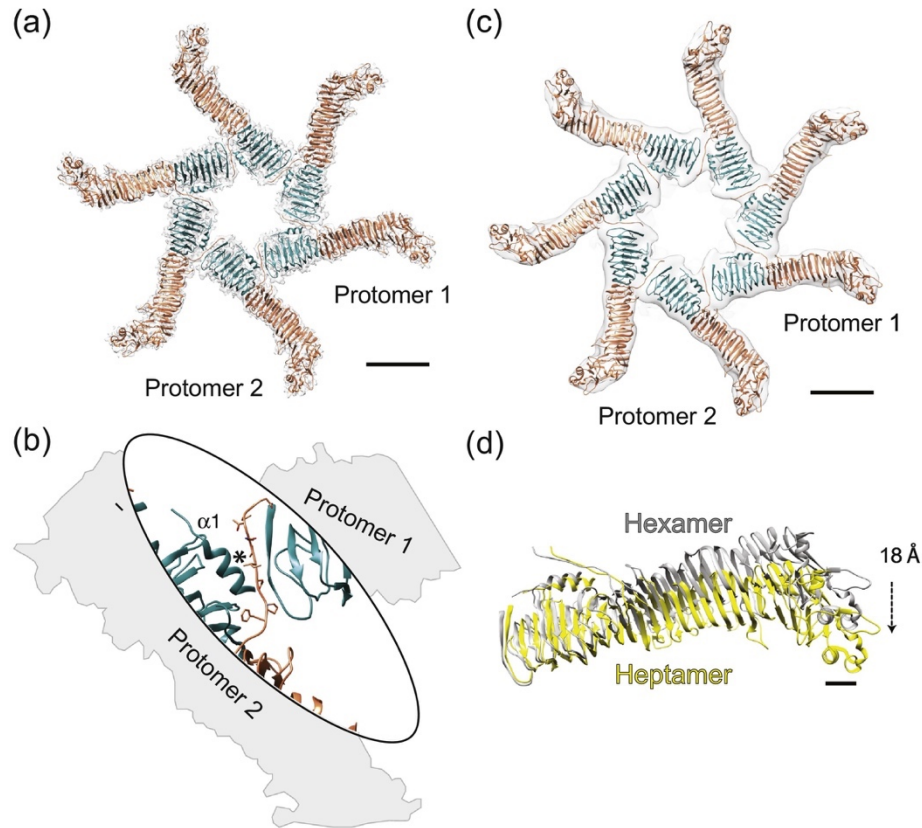 (a)
Protomer 1
Protomer 2
(c)
Protomer 1
Protomer 2
(b)
α1
*
Protomer 1
Protomer 2
(d)
Hexamer
18 Å
Heptamer